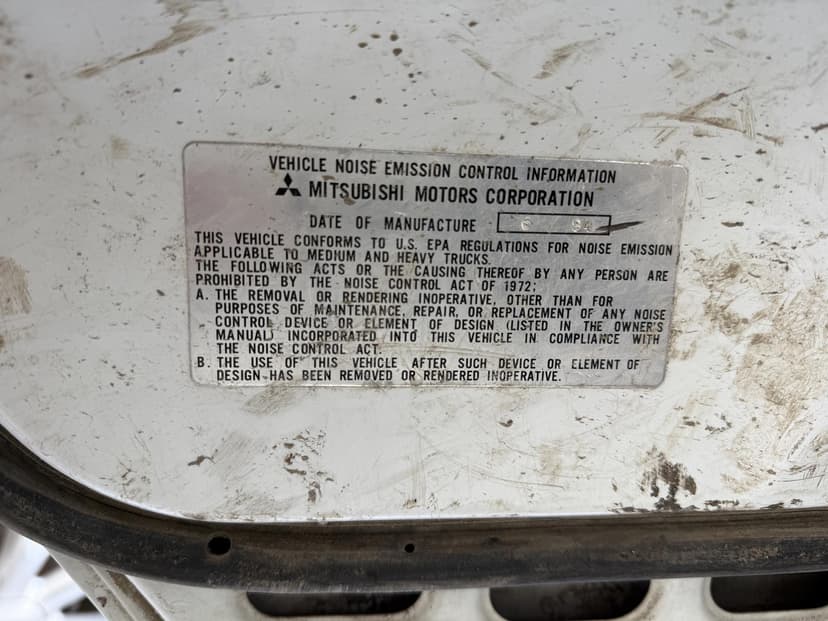 VEHICLE NOISE EMISSION CONTROL INFORMATION
MITSUBISHI MOTORS CORPORATION
DATE OF MANUFACTURE 6 94
THIS VEHICLE CONFORMS TO U.S. EPA REGULATIONS FOR NOISE EMISSION
APPLICABLE TO MEDIUM AND HEAVY TRUCKS.
THE FOLLOWING ACTS OR THE CAUSING THEREOF BY ANY PERSON ARE
PROHIBITED BY THE NOISE CONTROL ACT OF 1972;
A. THE REMOVAL OR RENDERING INOPERATIVE, OTHER THAN FOR
PURPOSES OF MAINTENANCE, REPAIR, OR REPLACEMENT OF ANY NOISE
CONTROL DEVICE OR ELEMENT OF DESIGN (LISTED IN THE OWNER'S
MANUAL) INCORPORATED INTO THIS VEHICLE IN COMPLIANCE WITH
THE NOISE CONTROL ACT.
B. THE USE OF THIS VEHICLE AFTER SUCH DEVICE OR ELEMENT OF
DESIGN HAS BEEN REMOVED OR RENDERED INOPERATIVE.